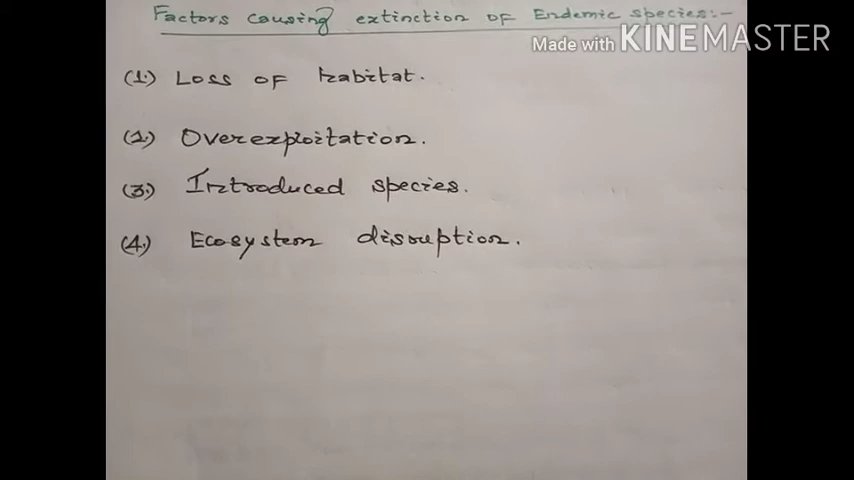 Factors causing extinction of Endemic species:-
Made with KINEMASTER
(1.) Loss of habitat.
(2.) Overexploitation.
(3.) Introduced species.
(4.) Ecosystem disruption.